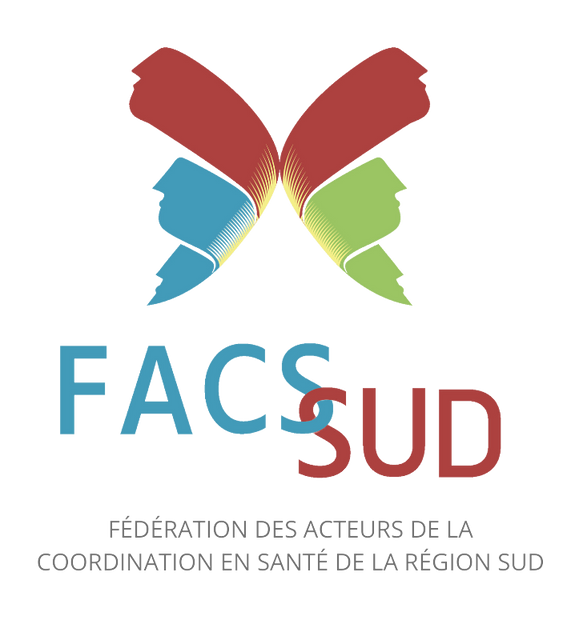 FACS
SUD
FÉDÉRATION DES ACTEURS DE LA
COORDINATION EN SANTÉ DE LA RÉGION SUD